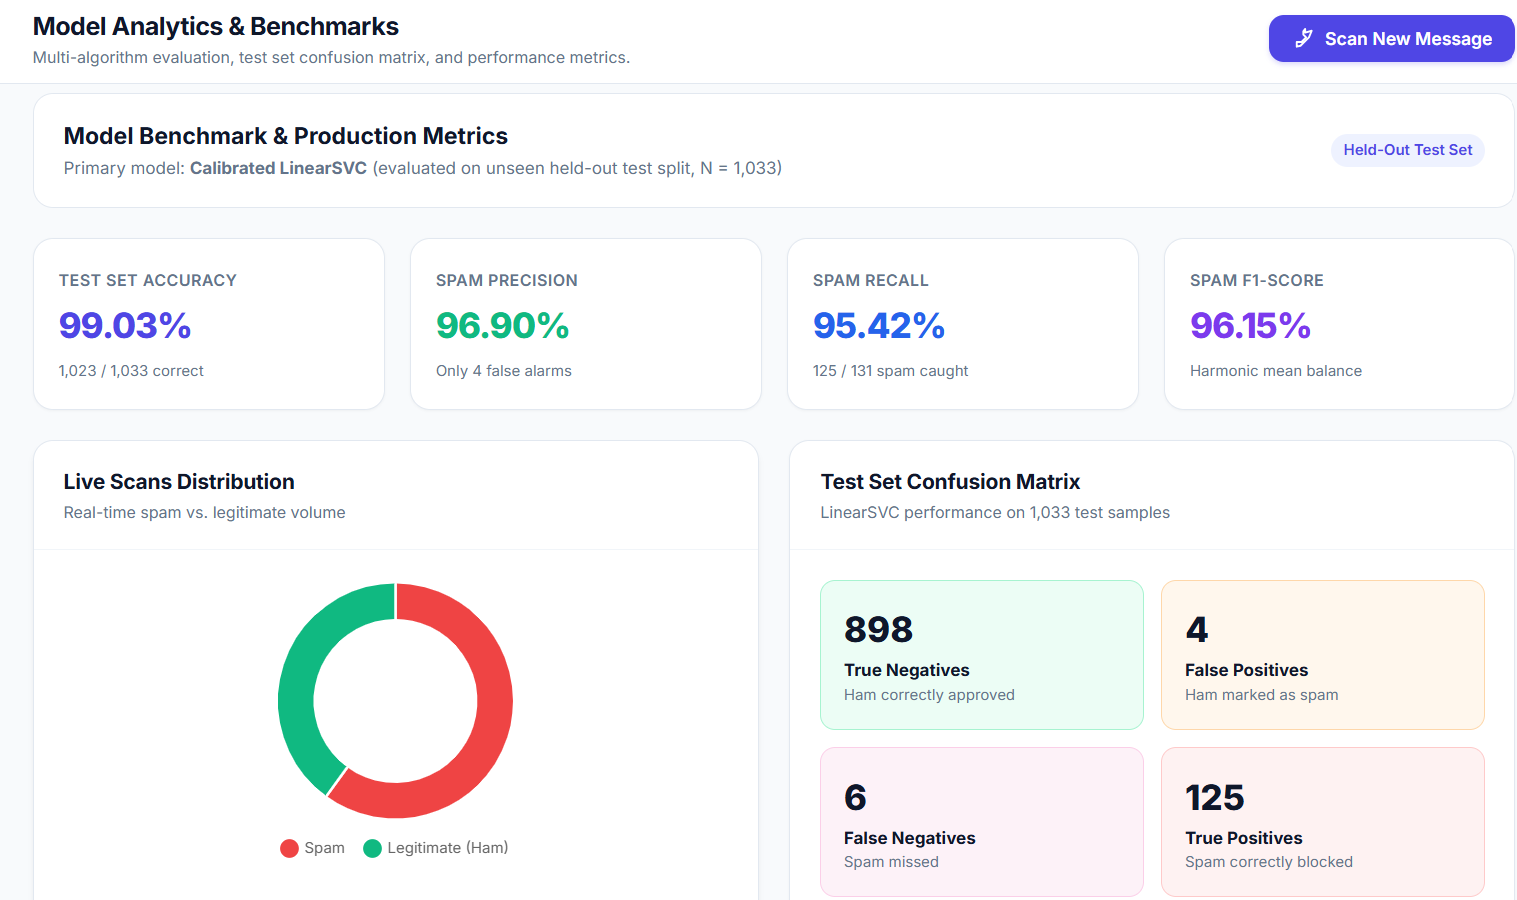 Model Analytics & Benchmarks
Multi-algorithm evaluation, test set confusion matrix, and performance metrics.
Scan New Message
Model Benchmark & Production Metrics
Primary model: Calibrated LinearSVC (evaluated on unseen held-out test split, N = 1,033)
Held-Out Test Set
TEST SET ACCURACY
99.03%
1,023 / 1,033 correct
SPAM PRECISION
96.90%
Only 4 false alarms
SPAM RECALL
95.42%
125 / 131 spam caught
SPAM F1-SCORE
96.15%
Harmonic mean balance
Live Scans Distribution
Real-time spam vs. legitimate volume
Spam
Legitimate (Ham)
Test Set Confusion Matrix
LinearSVC performance on 1,033 test samples
898
True Negatives
Ham correctly approved
4
False Positives
Ham marked as spam
6
False Negatives
Spam missed
125
True Positives
Spam correctly blocked